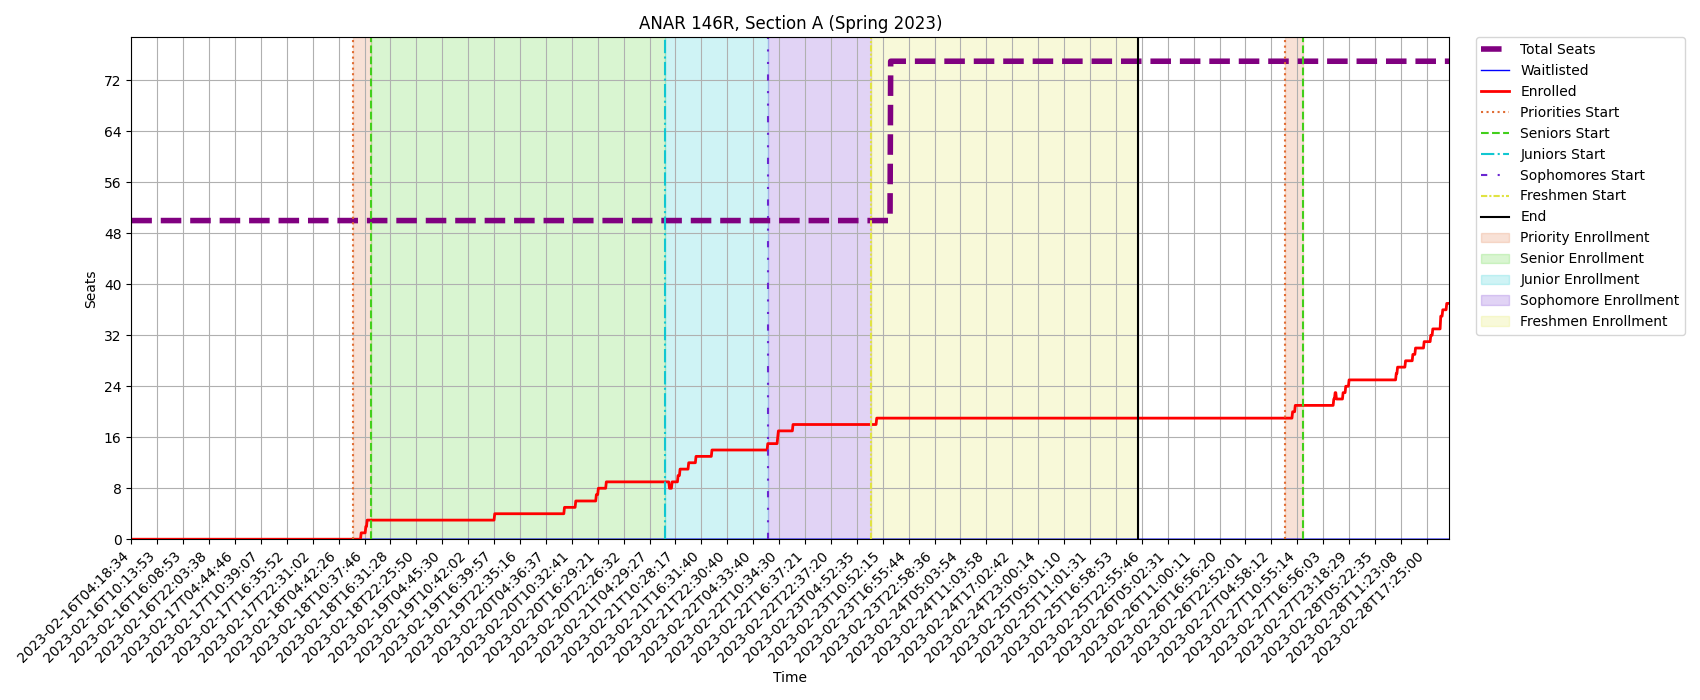 ANAR 146R, Section A (Spring 2023)
Total Seats
Waitlisted
Enrolled
Priorities Start
Seniors Start
Juniors Start
Sophomores Start
Freshmen Start
End
Priority Enrollment
Senior Enrollment
Junior Enrollment
Sophomore Enrollment
Freshmen Enrollment
Seats
72
64
56
48
40
32
24
16
8
0
2023-02-16T04:18:34
2023-02-16T10:13:53
2023-02-16T16:08:53
2023-02-16T22:03:38
2023-02-17T04:44:46
2023-02-17T10:39:07
2023-02-17T16:35:52
2023-02-17T22:31:02
2023-02-18T04:42:26
2023-02-18T10:37:46
2023-02-18T16:31:28
2023-02-18T22:25:50
2023-02-19T04:45:30
2023-02-19T10:42:02
2023-02-19T16:39:57
2023-02-19T22:35:16
2023-02-20T04:36:37
2023-02-20T10:32:41
2023-02-20T16:29:21
2023-02-20T22:26:32
2023-02-21T04:29:27
2023-02-21T10:28:17
2023-02-21T16:31:40
2023-02-21T22:30:40
2023-02-22T04:33:40
2023-02-22T10:34:30
2023-02-22T16:37:21
2023-02-22T22:37:20
2023-02-23T04:52:35
2023-02-23T10:52:15
2023-02-23T16:55:44
2023-02-23T22:58:36
2023-02-24T05:03:54
2023-02-24T11:03:58
2023-02-24T17:02:42
2023-02-24T23:00:14
2023-02-25T05:01:10
2023-02-25T11:01:31
2023-02-25T16:58:53
2023-02-25T22:55:46
2023-02-26T05:02:31
2023-02-26T11:00:11
2023-02-26T16:56:20
2023-02-26T22:52:01
2023-02-27T04:58:12
2023-02-27T10:55:14
2023-02-27T16:56:03
2023-02-27T23:18:29
2023-02-28T05:22:35
2023-02-28T11:23:08
2023-02-28T17:25:00
Time